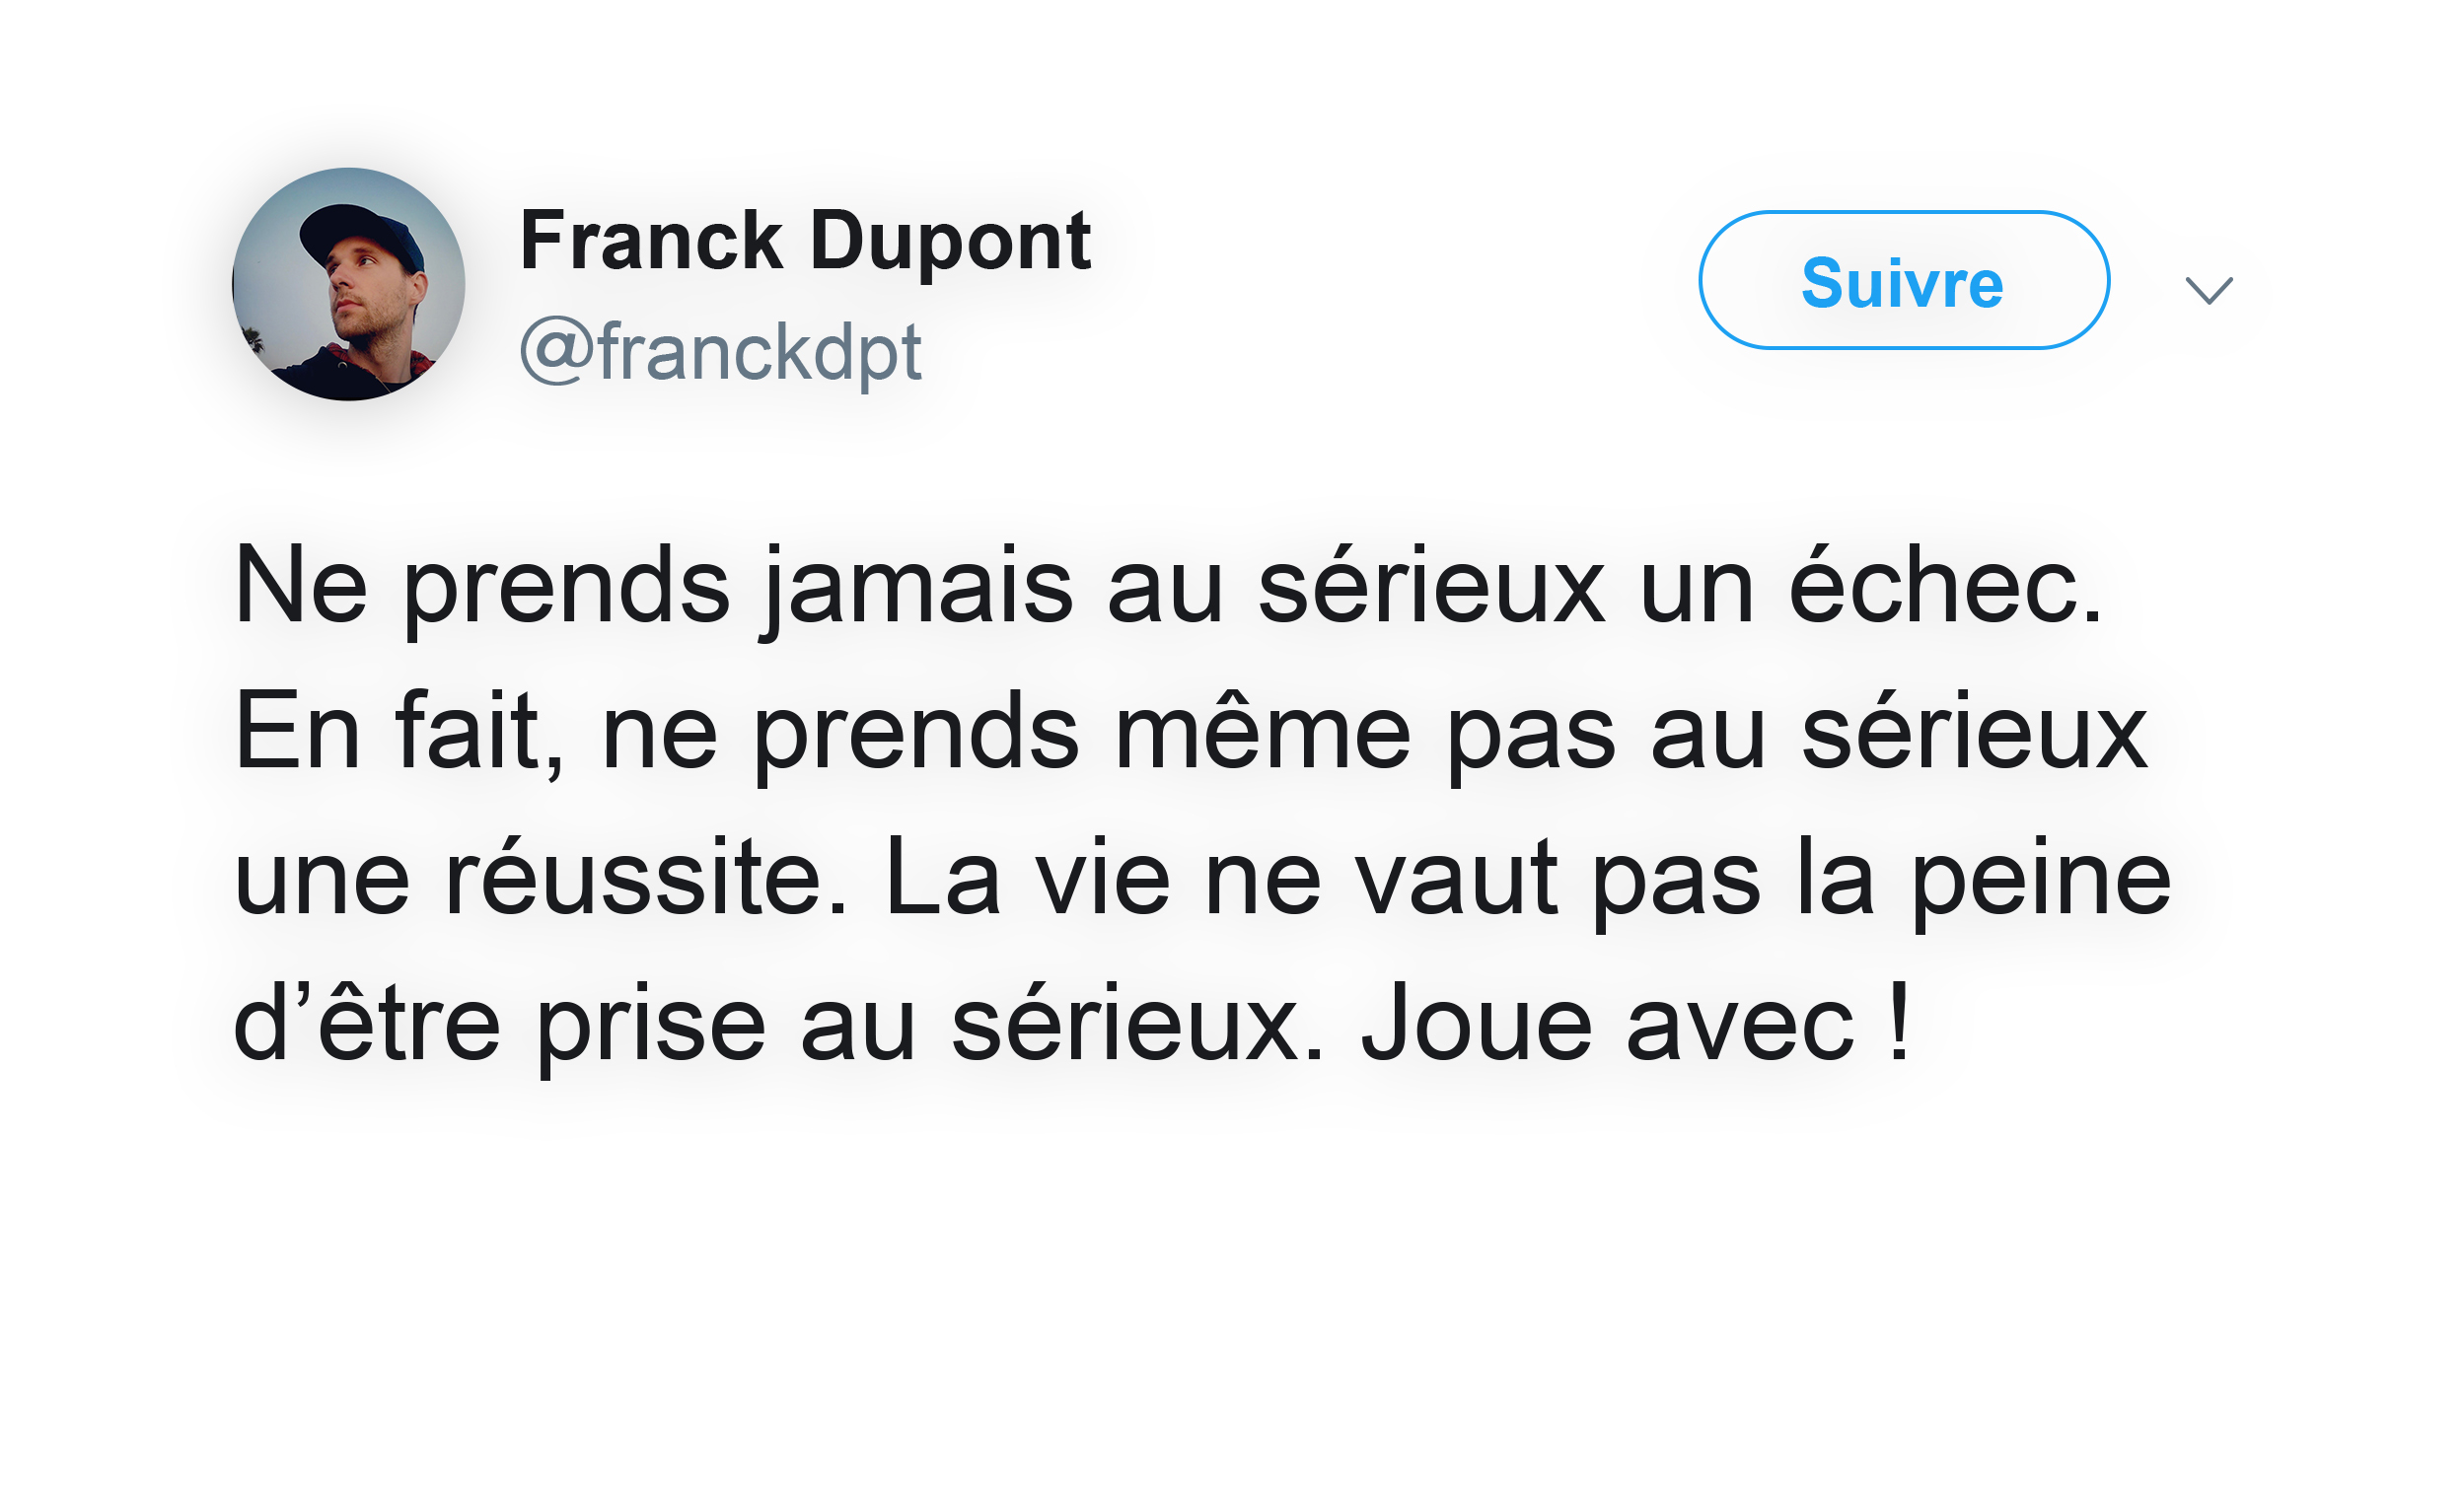 Franck Dupont
@franckdpt
Suivre
Ne prends jamais au sérieux un échec.
En fait, ne prends même pas au sérieux
une réussite. La vie ne vaut pas la peine
d’être prise au sérieux. Joue avec !